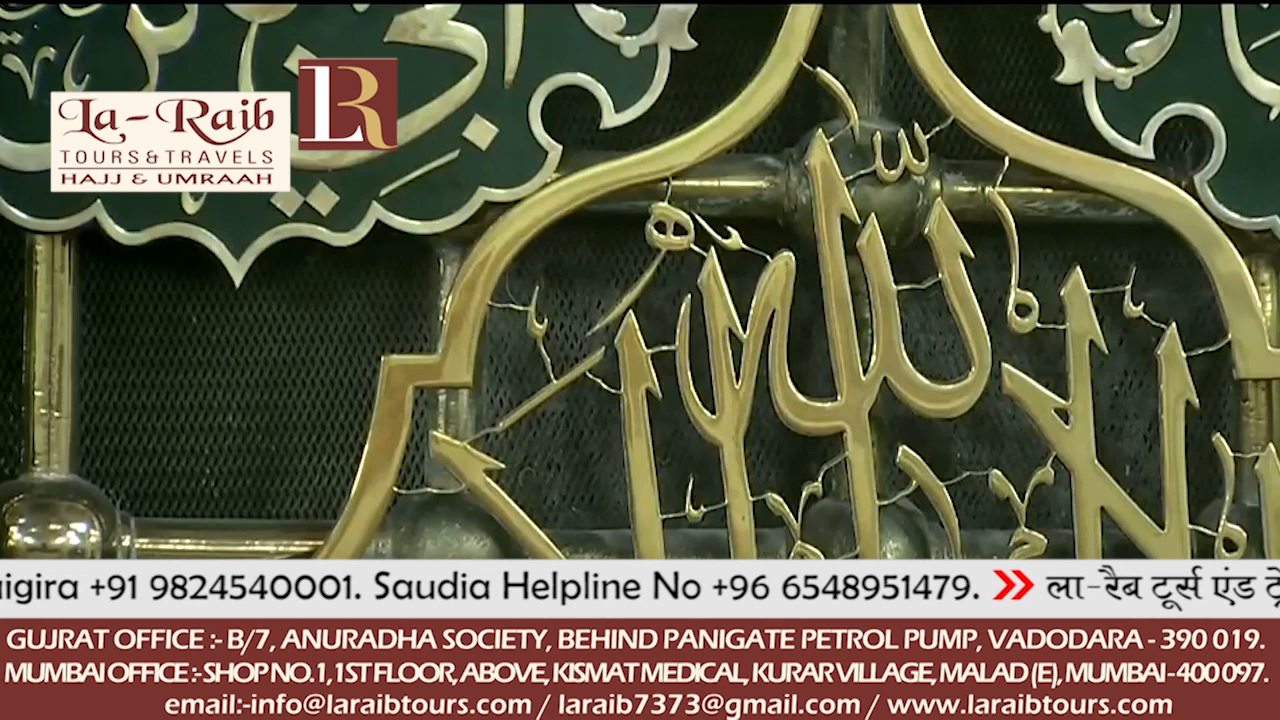 La-Raib
TOURS & TRAVELS
HAJJ & UMRAAH
LR
aigira +91 9824540001. Saudia Helpline No +96 6548951479. » ला-रैब टूर्स एंड
GUJRAT OFFICE :- B/7, ANURADHA SOCIETY, BEHIND PANIGATE PETROL PUMP, VADODARA - 390 019.
MUMBAI OFFICE :- SHOP NO. 1, 1ST FLOOR, ABOVE, KISMAT MEDICAL, KURAR VILLAGE, MALAD (E), MUMBAI - 400 097.
email:-info@laraibtours.com / laraib7373@gmail.com / www.laraibtours.com